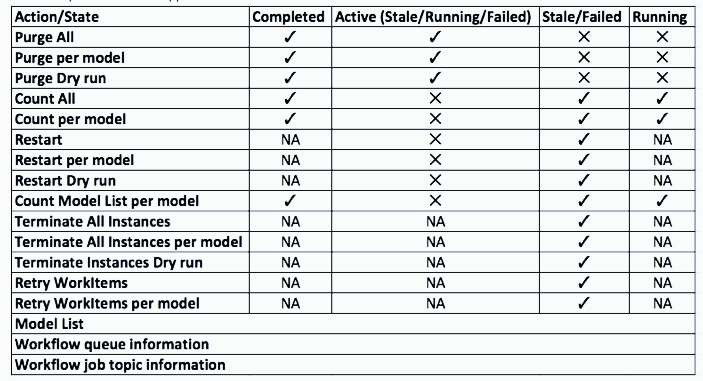 Action/State Completed Active (Stale/Running/Failed) Stale/Failed Running
Purge All ✓ ✓ ✕ ✕
Purge per model ✓ ✓ ✕ ✕
Purge Dry run ✓ ✓ ✕ ✕
Count All ✓ ✕ ✓ ✓
Count per model ✓ ✕ ✓ ✓
Restart NA ✕ ✓ NA
Restart per model NA ✕ ✓ NA
Restart Dry run NA ✕ ✓ NA
Count Model List per model ✓ ✕ ✓ ✓
Terminate All Instances NA NA ✓ NA
Terminate All Instances per model NA NA ✓ NA
Terminate Instances Dry run NA NA ✓ NA
Retry WorkItems NA NA ✓ NA
Retry WorkItems per model NA NA ✓ NA
Model List
Workflow queue information
Workflow job topic information